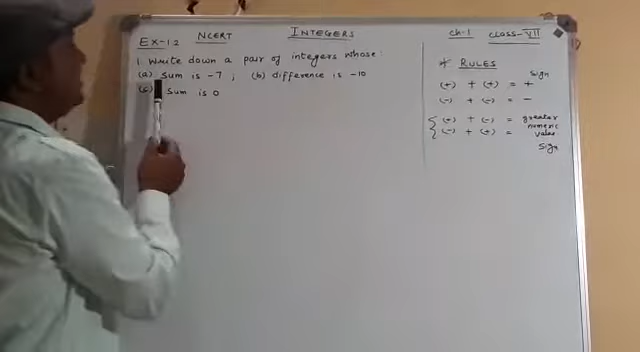 EX-1.2 NCERT INTEGERS Ch-1 CLASS-VII
1. Write down a pair of integers whose:
(a) Sum is -7 ; (b) difference is -10
(c) Sum is 0
* RULES
Sign
(+) + (+) = +
(-) + (-) = -
(+) + (-) = greater
(-) + (+) = numeric
value
Sign